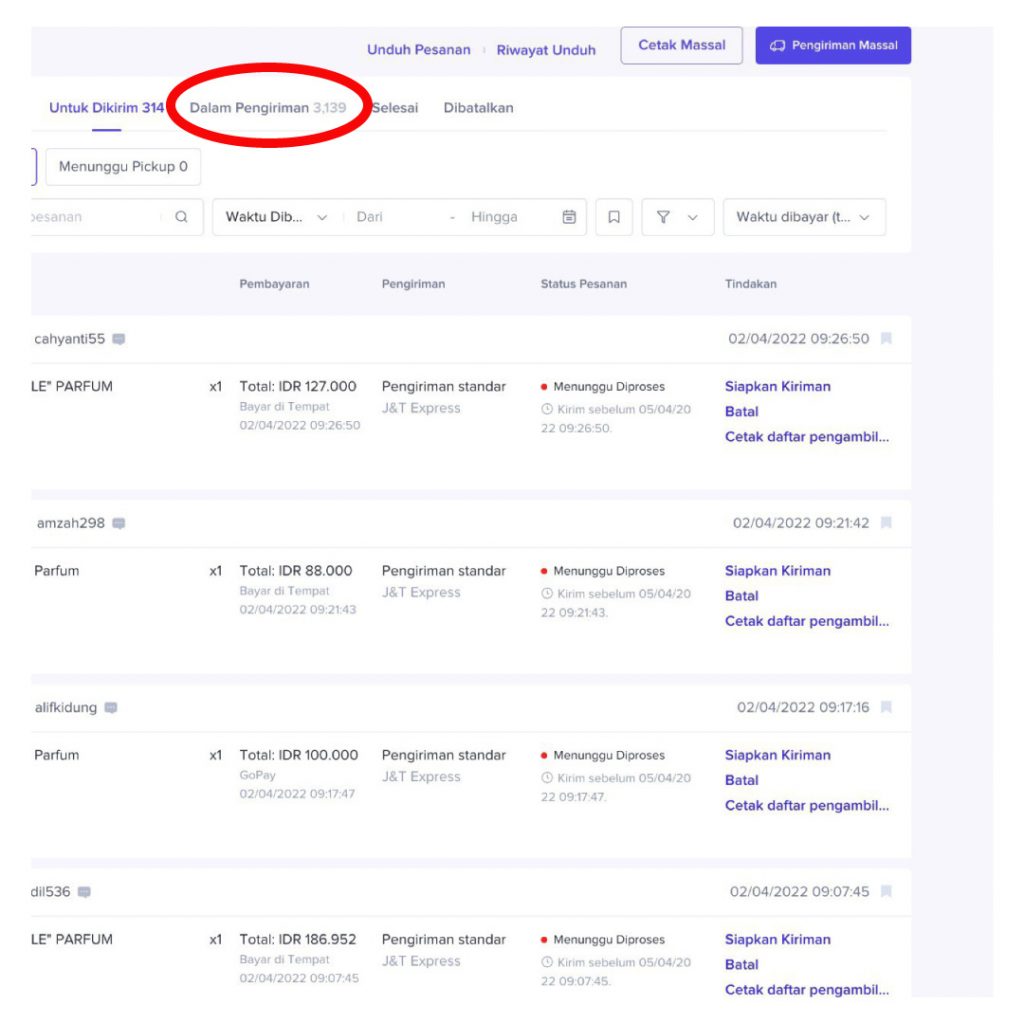 Unduh Pesanan Riwayat Unduh Cetak Massal Pengiriman Massal
Untuk Dikirim 314 Dalam Pengiriman 3,139 Selesai Dibatalkan
Menunggu Pickup 0
pesanan Waktu Dib... Dari - Hingga Waktu dibayar (t...
Pembayaran Pengiriman Status Pesanan Tindakan
cahyanti55 02/04/2022 09:26:50
LE" PARFUM x1 Total: IDR 127.000 Pengiriman standar Menunggu Diproses Siapkan Kiriman
Bayar di Tempat J&T Express Kirim sebelum 05/04/20 Batal
02/04/2022 09:26:50 22 09:26:50. Cetak daftar pengambil...
amzah298 02/04/2022 09:21:42
Parfum x1 Total: IDR 88.000 Pengiriman standar Menunggu Diproses Siapkan Kiriman
Bayar di Tempat J&T Express Kirim sebelum 05/04/20 Batal
02/04/2022 09:21:43 22 09:21:43. Cetak daftar pengambil...
alifkidung 02/04/2022 09:17:16
Parfum x1 Total: IDR 100.000 Pengiriman standar Menunggu Diproses Siapkan Kiriman
GoPay J&T Express Kirim sebelum 05/04/20 Batal
02/04/2022 09:17:47 22 09:17:47. Cetak daftar pengambil...
dil536 02/04/2022 09:07:45
LE" PARFUM x1 Total: IDR 186.952 Pengiriman standar Menunggu Diproses Siapkan Kiriman
Bayar di Tempat J&T Express Kirim sebelum 05/04/20 Batal
02/04/2022 09:07:45 22 09:07:45. Cetak daftar pengambil...